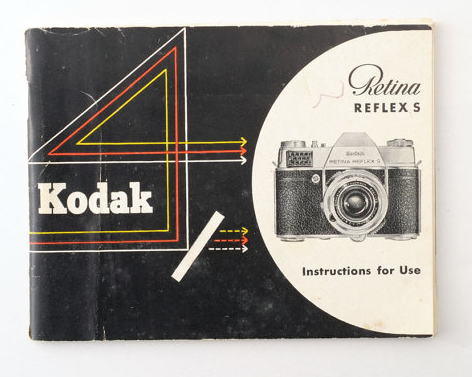 Retina
REFLEX S
Kodak
RETINA REFLEX S
Kodak
Instructions for Use